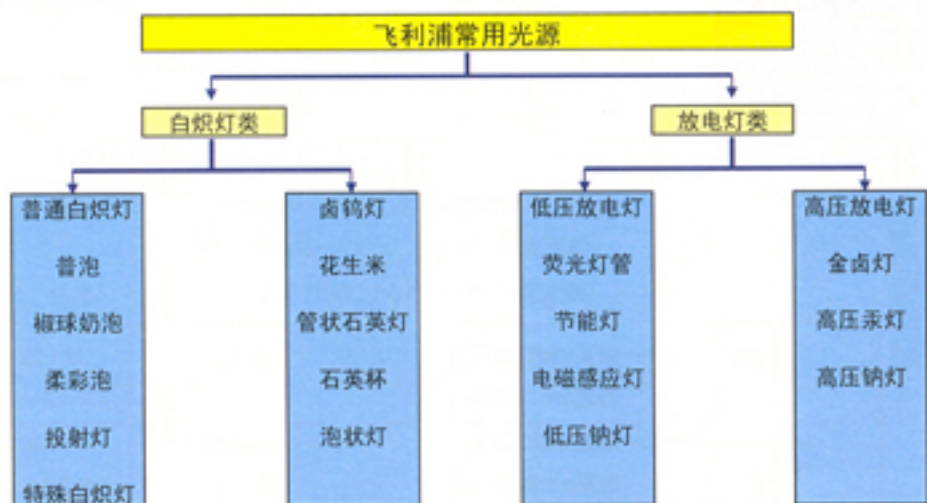 飞利浦常用光源
白炽灯类
放电灯类
普通白炽灯
普泡
椒球奶泡
柔彩泡
投射灯
特殊白炽灯
卤钨灯
花生米
管状石英灯
石英杯
泡状灯
低压放电灯
荧光灯管
节能灯
电磁感应灯
低压钠灯
高压放电灯
金卤灯
高压汞灯
高压钠灯